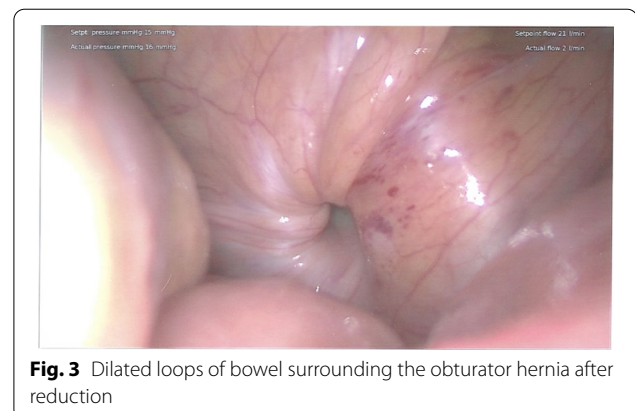 Setpt. pressure mmHg 15 mmHg
Setpoint flow 21 l/min
Actual pressure mmHg 16 mmHg
Actual flow 2 l/min
Fig. 3 Dilated loops of bowel surrounding the obturator hernia after
reduction